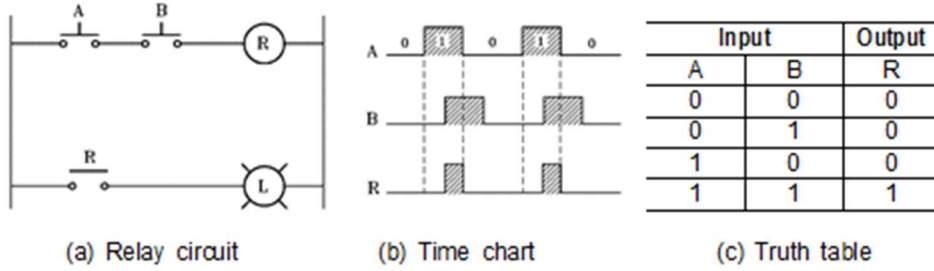 A B
R
R
L
(a) Relay circuit
A 0 1 0 1 0
B
R
(b) Time chart
Input Output
A B R
0 0 0
0 1 0
1 0 0
1 1 1
(c) Truth table